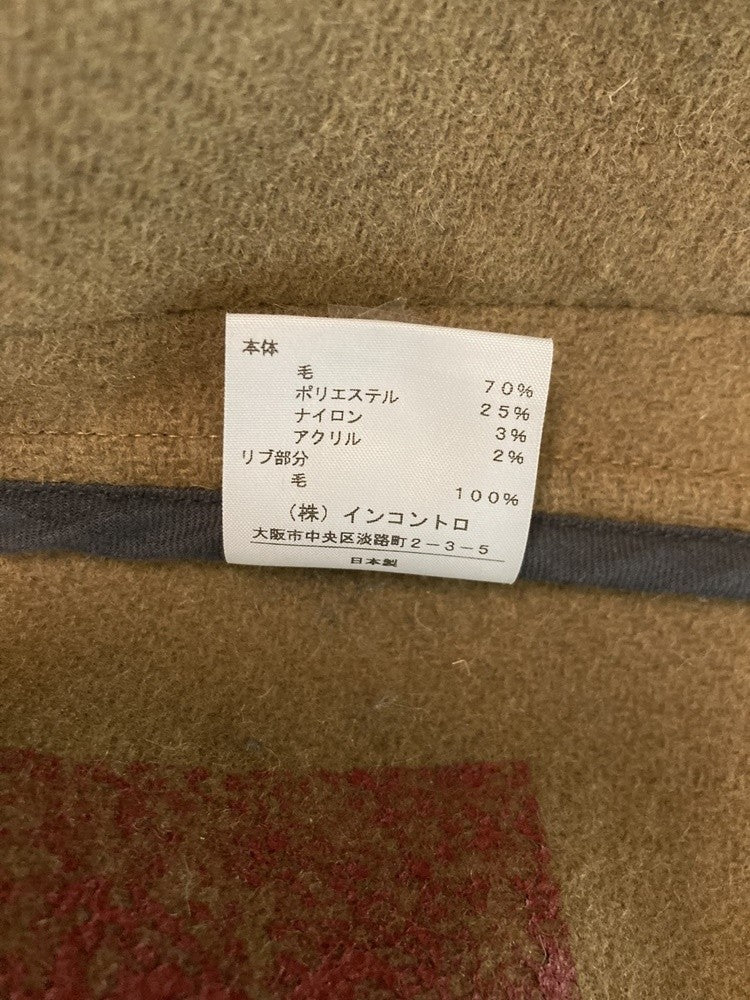 本体
毛 70%
ポリエステル 25%
ナイロン 3%
アクリル 2%
リブ部分
毛 100%
(株)インコントロ
大阪市中央区淡路町2-3-5
日本製